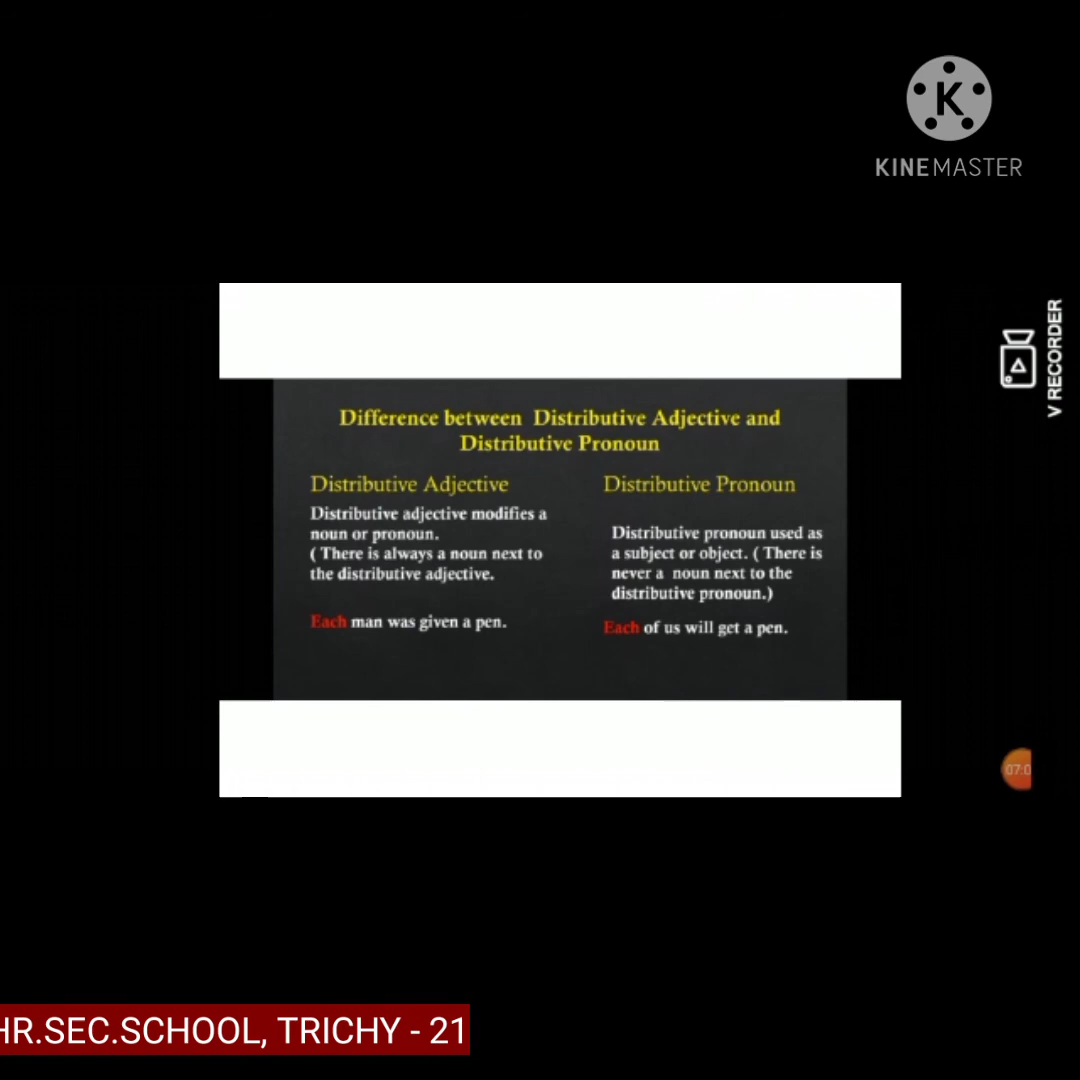 KINEMASTER
V RECORDER
Difference between Distributive Adjective and
Distributive Pronoun
Distributive Adjective
Distributive adjective modifies a
noun or pronoun.
( There is always a noun next to
the distributive adjective.
Each man was given a pen.
Distributive Pronoun
Distributive pronoun used as
a subject or object. ( There is
never a noun next to the
distributive pronoun.)
Each of us will get a pen.
07:0
HR.SEC.SCHOOL, TRICHY - 21